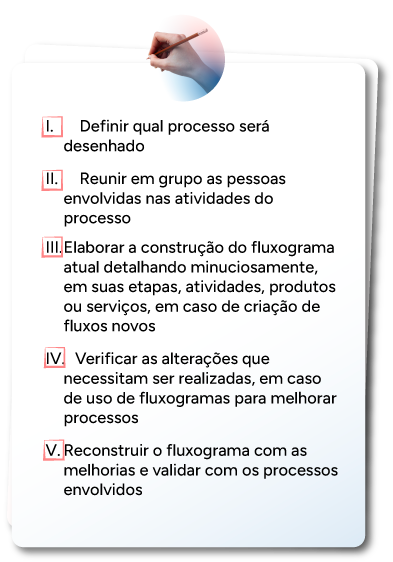 I. Definir qual processo será
desenhado
II. Reunir em grupo as pessoas
envolvidas nas atividades do
processo
III. Elaborar a construção do fluxograma
atual detalhando minuciosamente,
em suas etapas, atividades, produtos
ou serviços, em caso de criação de
fluxos novos
IV. Verificar as alterações que
necessitam ser realizadas, em caso
de uso de fluxogramas para melhorar
processos
V. Reconstruir o fluxograma com as
melhorias e validar com os processos
envolvidos